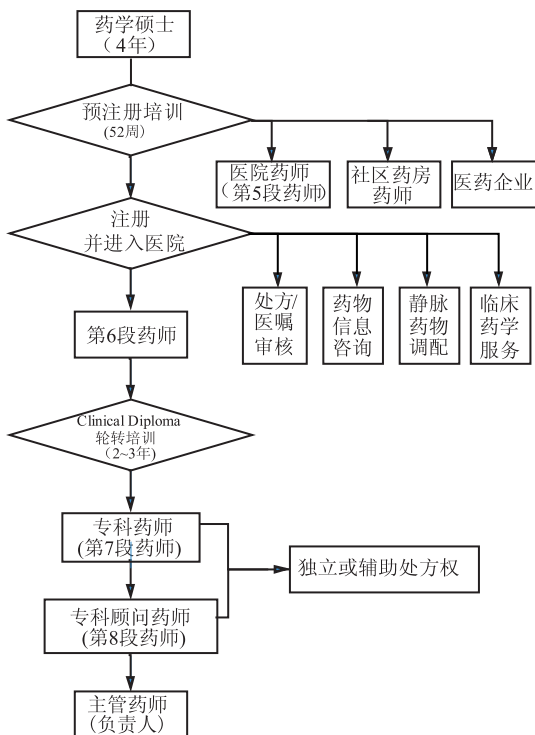 药学硕士
（4年）
预注册培训
(52周)
医院药师
（第5段药师）
社区药房
药师
医药企业
注册
并进入医院
处方/
医嘱
审核
药物
信息
咨询
静脉
药物
调配
临床
药学
服务
第6段药师
Clinical Diploma
轮转培训
（2~3年）
专科药师
(第7段药师)
独立或辅助处方权
专科顾问药师
(第8段药师)
主管药师
(负责人)